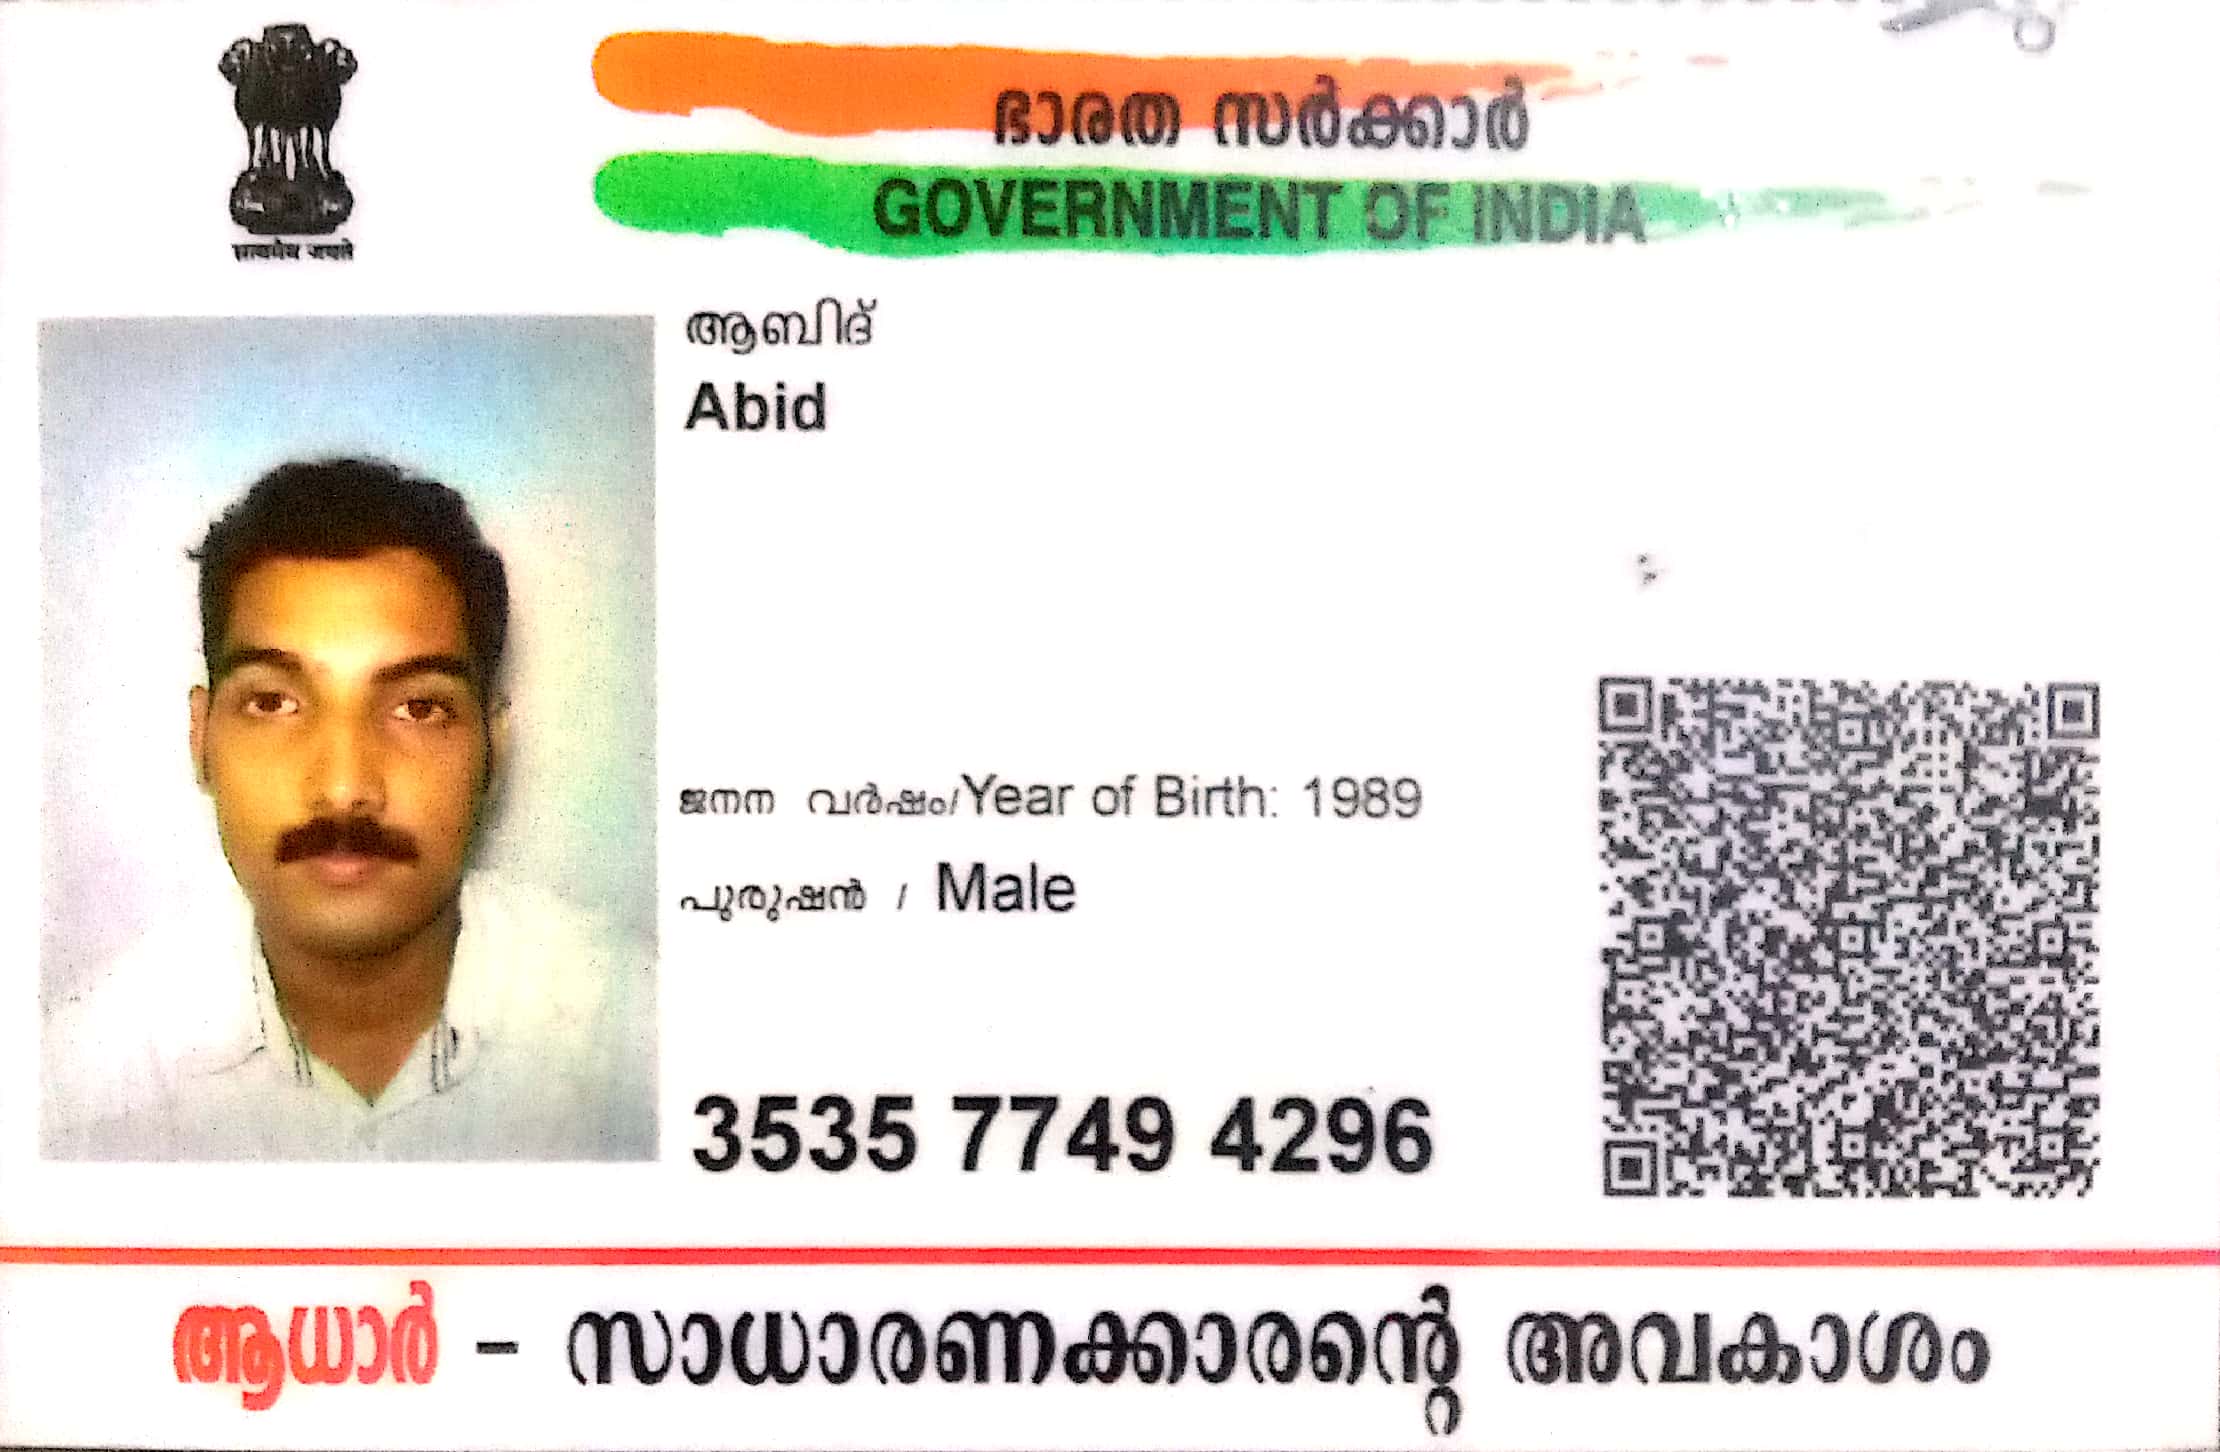 ഭാരത സർക്കാർ
GOVERNMENT OF INDIA
सत्यमेव जयते
ആബിദ്
Abid
ജനന വർഷം/Year of Birth: 1989
പുരുഷൻ / Male
3535 7749 4296
ആധാർ - സാധാരണക്കാരന്റെ അവകാശം